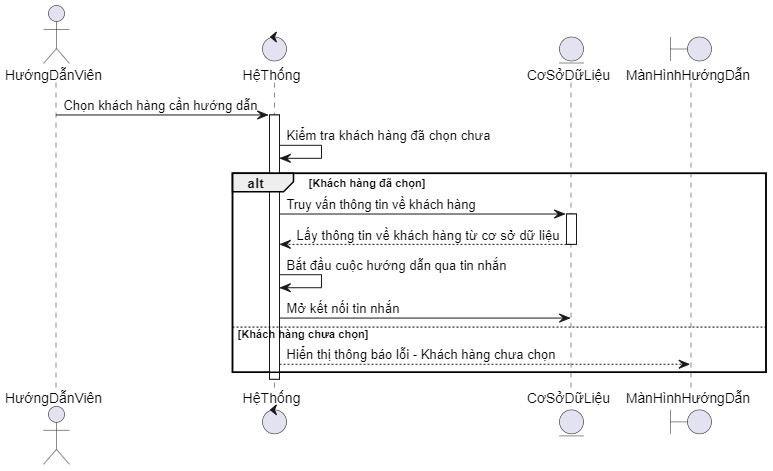 HướngDẫnViên
HệThống
CơSởDữLiệu
MànHìnhHướngDẫn
Chọn khách hàng cần hướng dẫn
Kiểm tra khách hàng đã chọn chưa
alt [Khách hàng đã chọn]
Truy vấn thông tin về khách hàng
Lấy thông tin về khách hàng từ cơ sở dữ liệu
Bắt đầu cuộc hướng dẫn qua tin nhắn
Mở kết nối tin nhắn
[Khách hàng chưa chọn]
Hiển thị thông báo lỗi - Khách hàng chưa chọn
HướngDẫnViên
HệThống
CơSởDữLiệu
MànHìnhHướngDẫn